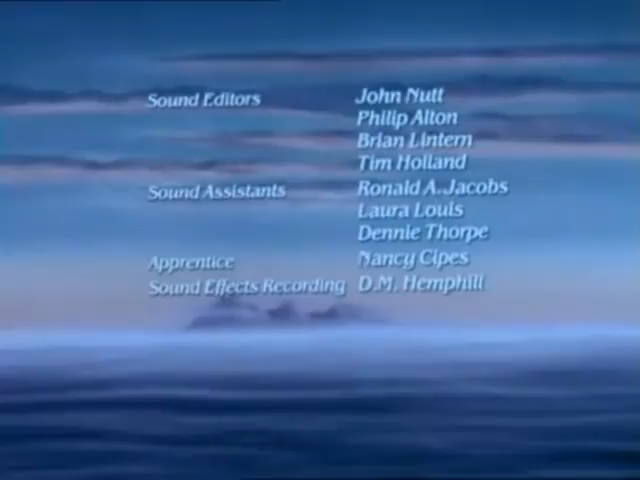 Sound Editors John Nutt
Philip Alton
Brian Lintern
Tim Holland
Sound Assistants Ronald A. Jacobs
Laura Louis
Dennie Thorpe
Apprentice Nancy Cipes
Sound Effects Recording D.M. Hemphill